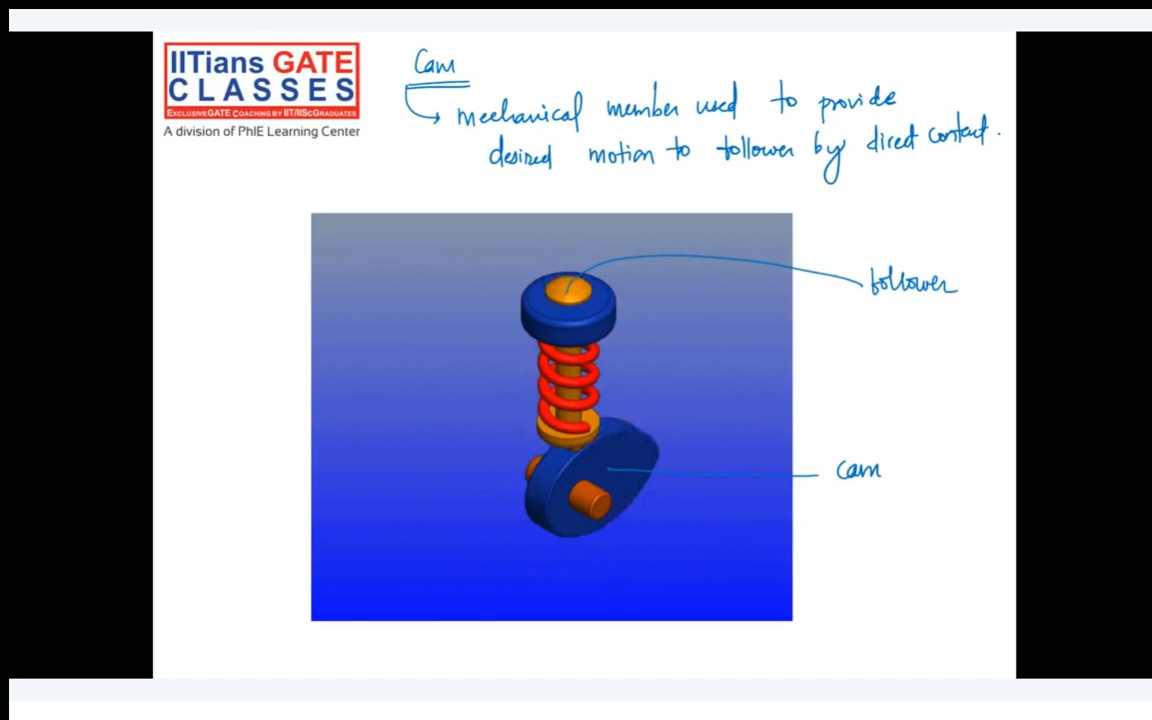 IITians GATE
CLASSES
EXCLUSIVE GATE COACHING BY IIT/IISC GRADUATES
A division of PhIE Learning Center
Cam
mechanical member used to provide
desired motion to follower by direct contact.
follower
cam